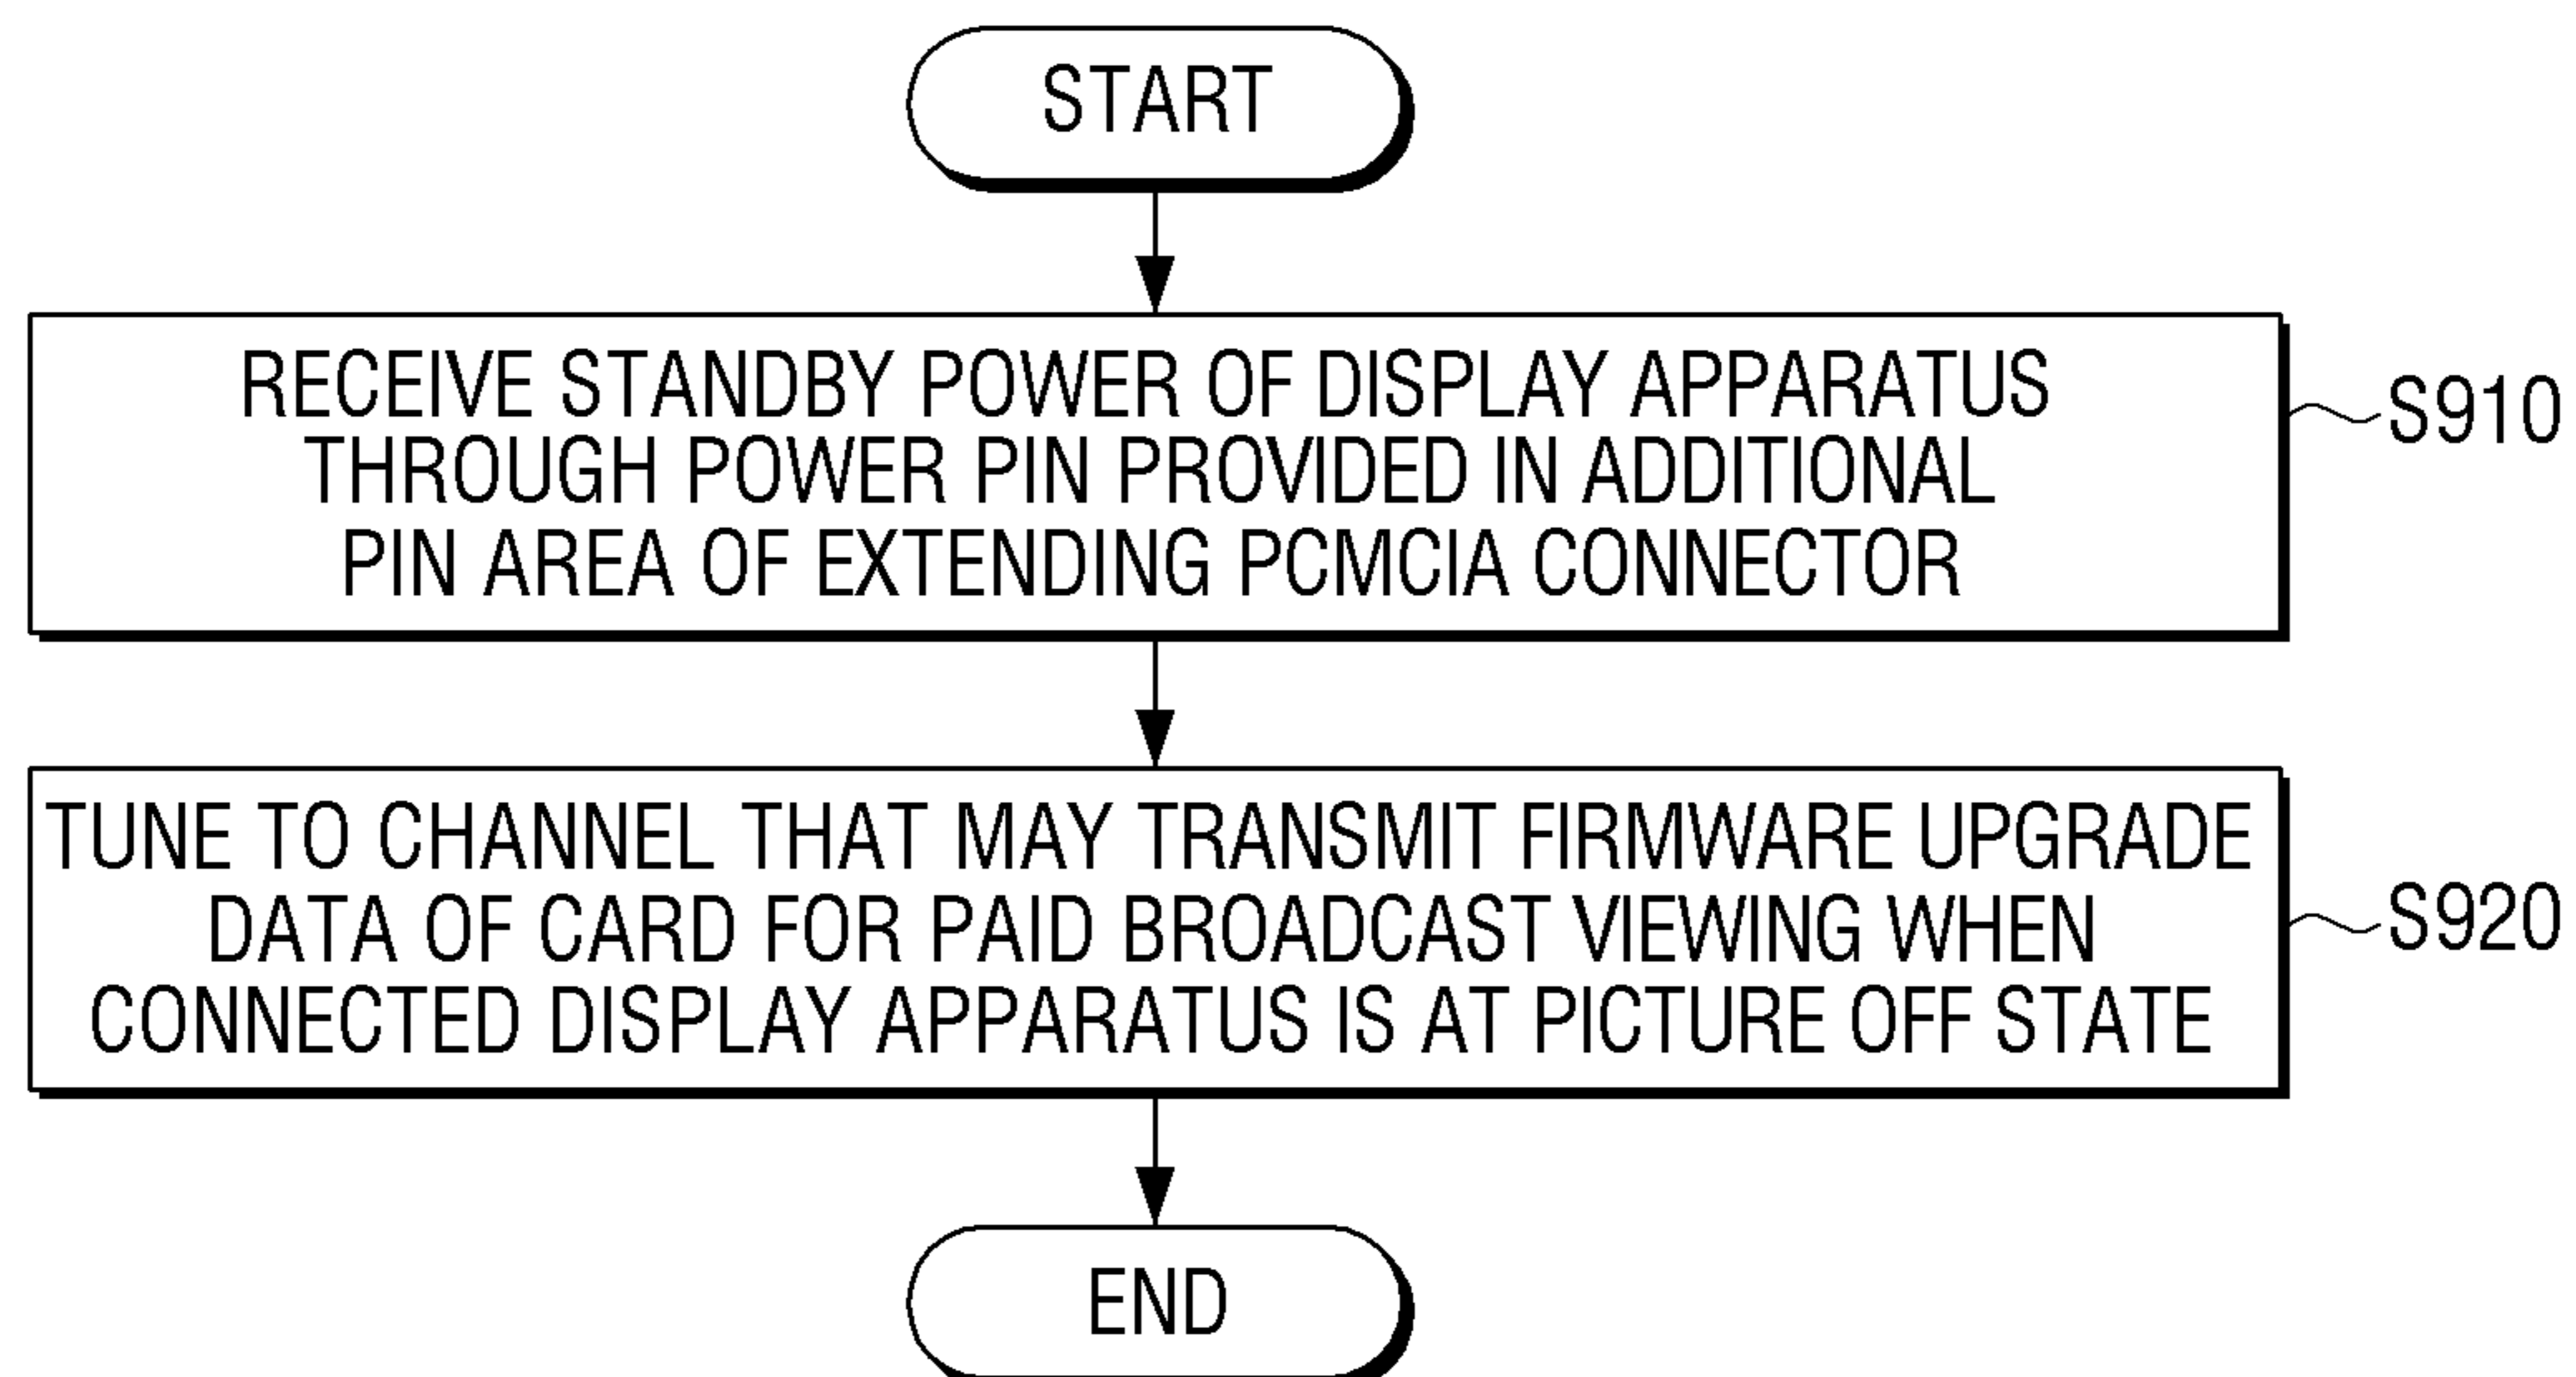 START
RECEIVE STANDBY POWER OF DISPLAY APPARATUS
THROUGH POWER PIN PROVIDED IN ADDITIONAL
PIN AREA OF EXTENDING PCMCIA CONNECTOR
S910
TUNE TO CHANNEL THAT MAY TRANSMIT FIRMWARE UPGRADE
DATA OF CARD FOR PAID BROADCAST VIEWING WHEN
CONNECTED DISPLAY APPARATUS IS AT PICTURE OFF STATE
S920
END